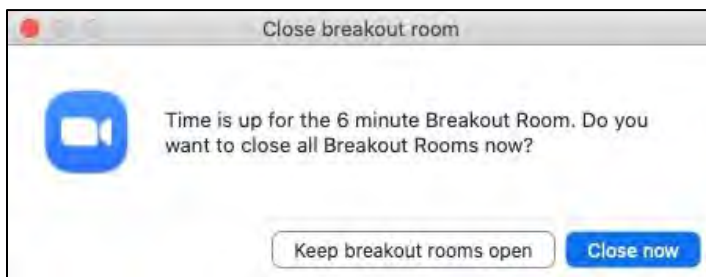 Close breakout room
Time is up for the 6 minute Breakout Room. Do you
want to close all Breakout Rooms now?
Keep breakout rooms open
Close now